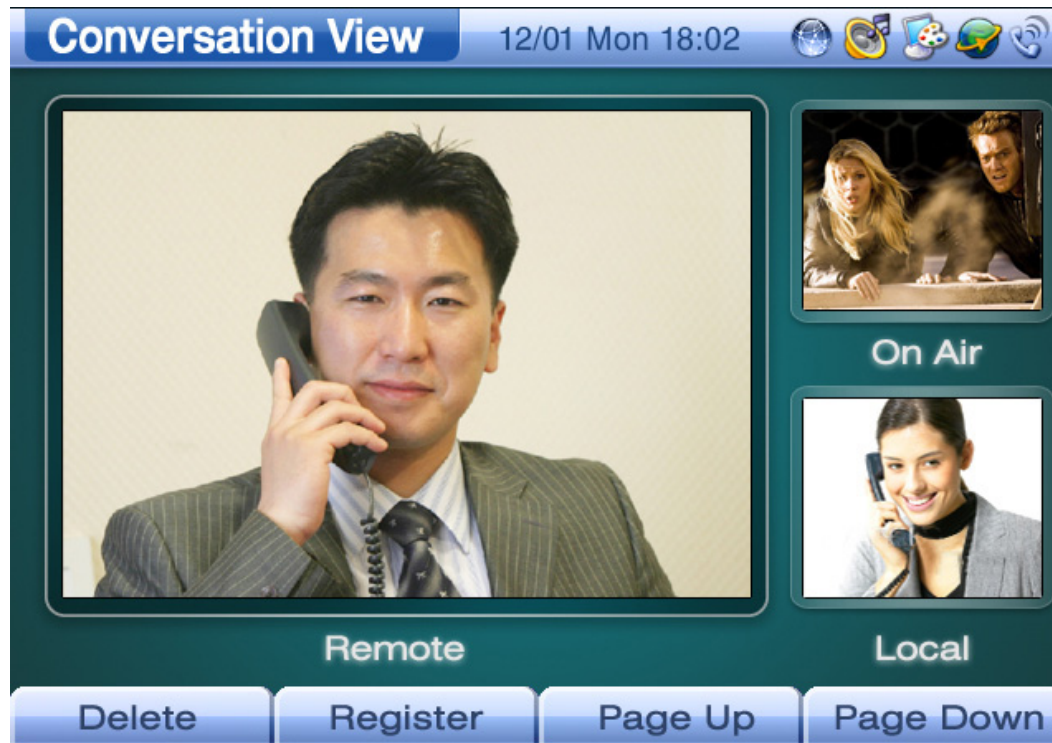 Conversation View
12/01 Mon 18:02
On Air
Remote
Local
Delete
Register
Page Up
Page Down